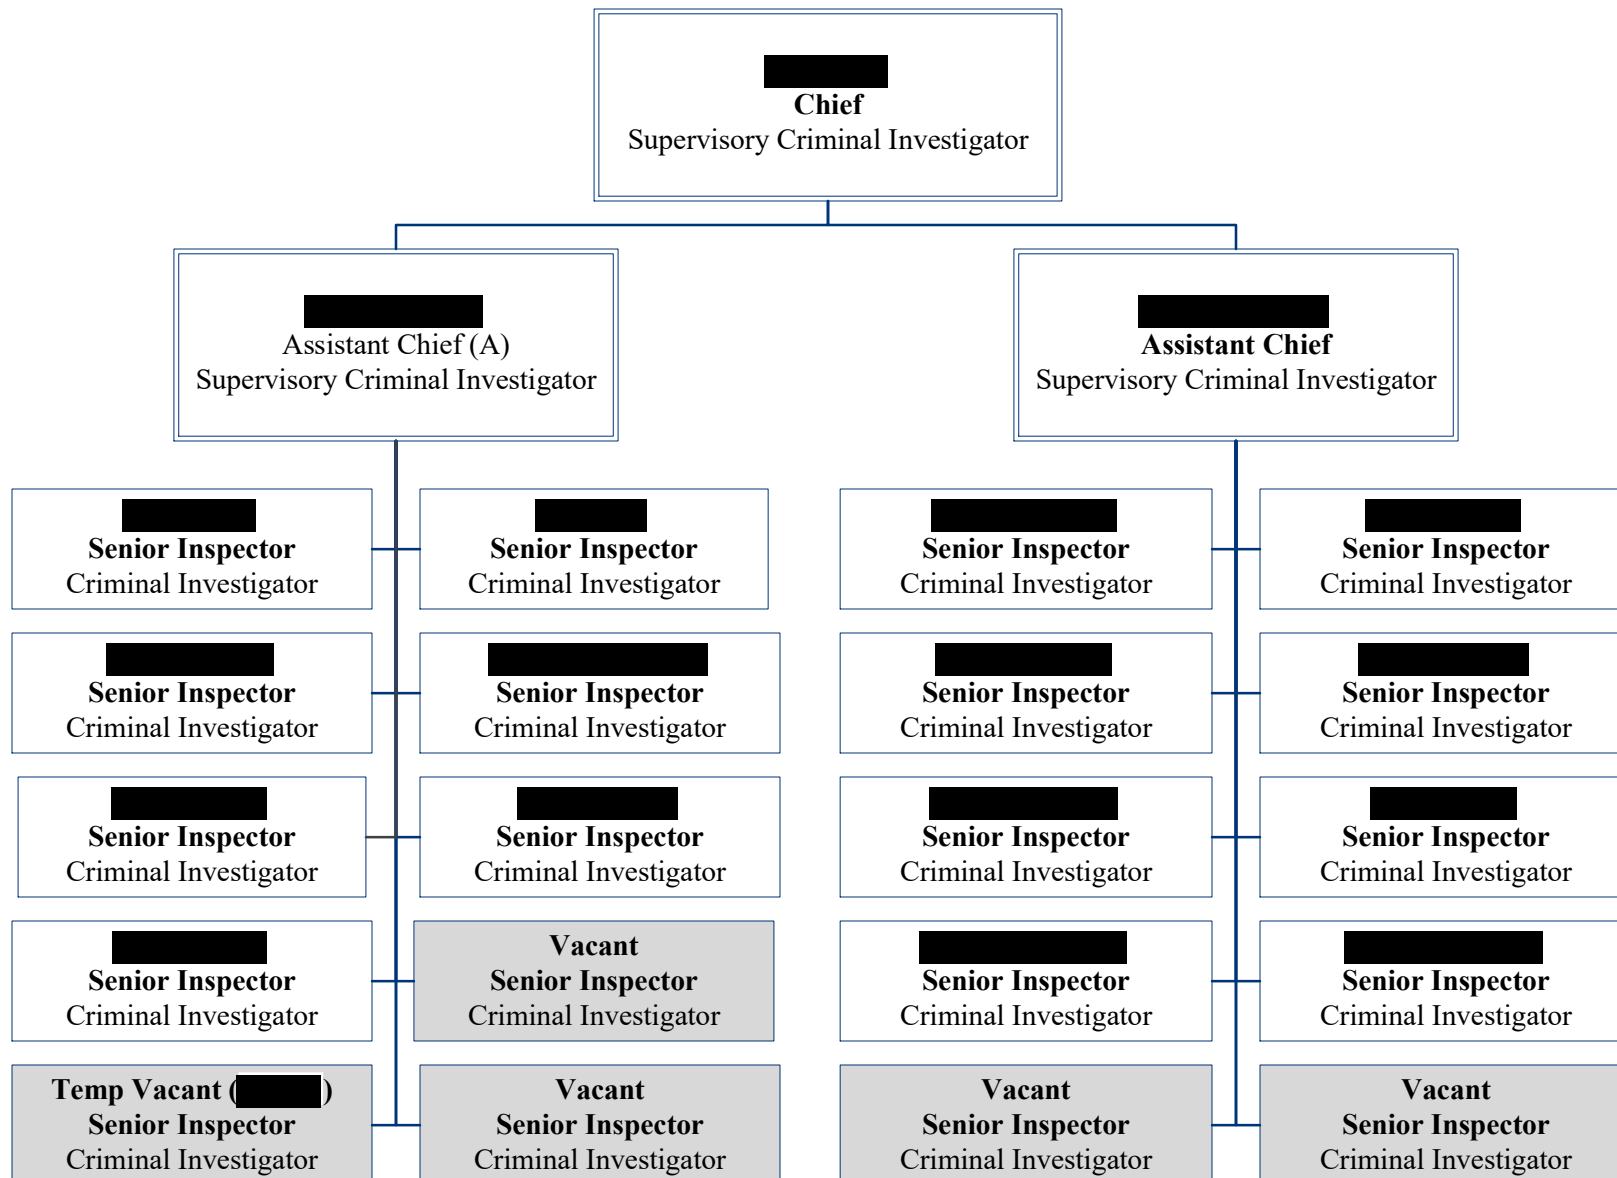 Chief
Supervisory Criminal Investigator
Assistant Chief (A)
Supervisory Criminal Investigator
Assistant Chief
Supervisory Criminal Investigator
Senior Inspector
Criminal Investigator
Senior Inspector
Criminal Investigator
Senior Inspector
Criminal Investigator
Senior Inspector
Criminal Investigator
Senior Inspector
Criminal Investigator
Senior Inspector
Criminal Investigator
Senior Inspector
Criminal Investigator
Senior Inspector
Criminal Investigator
Senior Inspector
Criminal Investigator
Senior Inspector
Criminal Investigator
Senior Inspector
Criminal Investigator
Senior Inspector
Criminal Investigator
Senior Inspector
Criminal Investigator
Vacant
Senior Inspector
Criminal Investigator
Senior Inspector
Criminal Investigator
Senior Inspector
Criminal Investigator
Temp Vacant ( )
Senior Inspector
Criminal Investigator
Vacant
Senior Inspector
Criminal Investigator
Vacant
Senior Inspector
Criminal Investigator
Vacant
Senior Inspector
Criminal Investigator